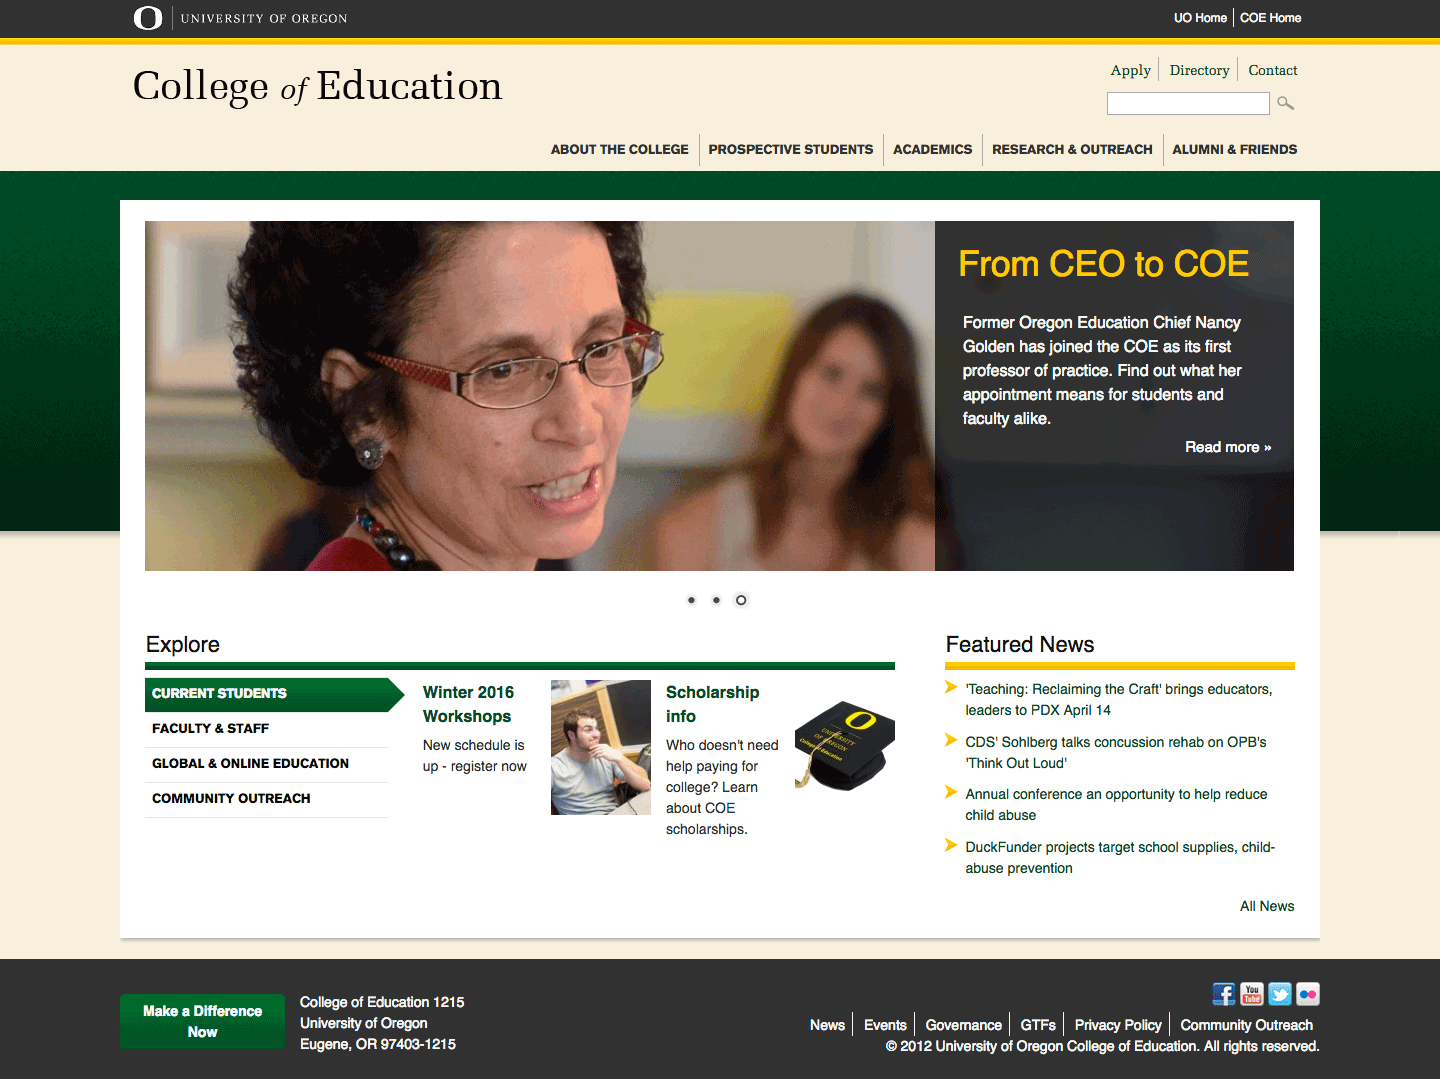 UNIVERSITY OF OREGON
UO Home
COE Home
College of Education
Apply
Directory
Contact
ABOUT THE COLLEGE
PROSPECTIVE STUDENTS
ACADEMICS
RESEARCH & OUTREACH
ALUMNI & FRIENDS
From CEO to COE
Former Oregon Education Chief Nancy
Golden has joined the COE as its first
professor of practice. Find out what her
appointment means for students and
faculty alike.
Read more »
Explore
CURRENT STUDENTS
FACULTY & STAFF
GLOBAL & ONLINE EDUCATION
COMMUNITY OUTREACH
Winter 2016
Workshops
New schedule is
up - register now
Scholarship
info
Who doesn't need
help paying for
college? Learn
about COE
scholarships.
UNIVERSITY
OF OREGON
College of Education
Featured News
'Teaching: Reclaiming the Craft' brings educators,
leaders to PDX April 14
CDS' Sohlberg talks concussion rehab on OPB's
'Think Out Loud'
Annual conference an opportunity to help reduce
child abuse
DuckFunder projects target school supplies, child-
abuse prevention
All News
Make a Difference
Now
College of Education 1215
University of Oregon
Eugene, OR 97403-1215
You
Tube
News
Events
Governance
GTFs
Privacy Policy
Community Outreach
© 2012 University of Oregon College of Education. All rights reserved.